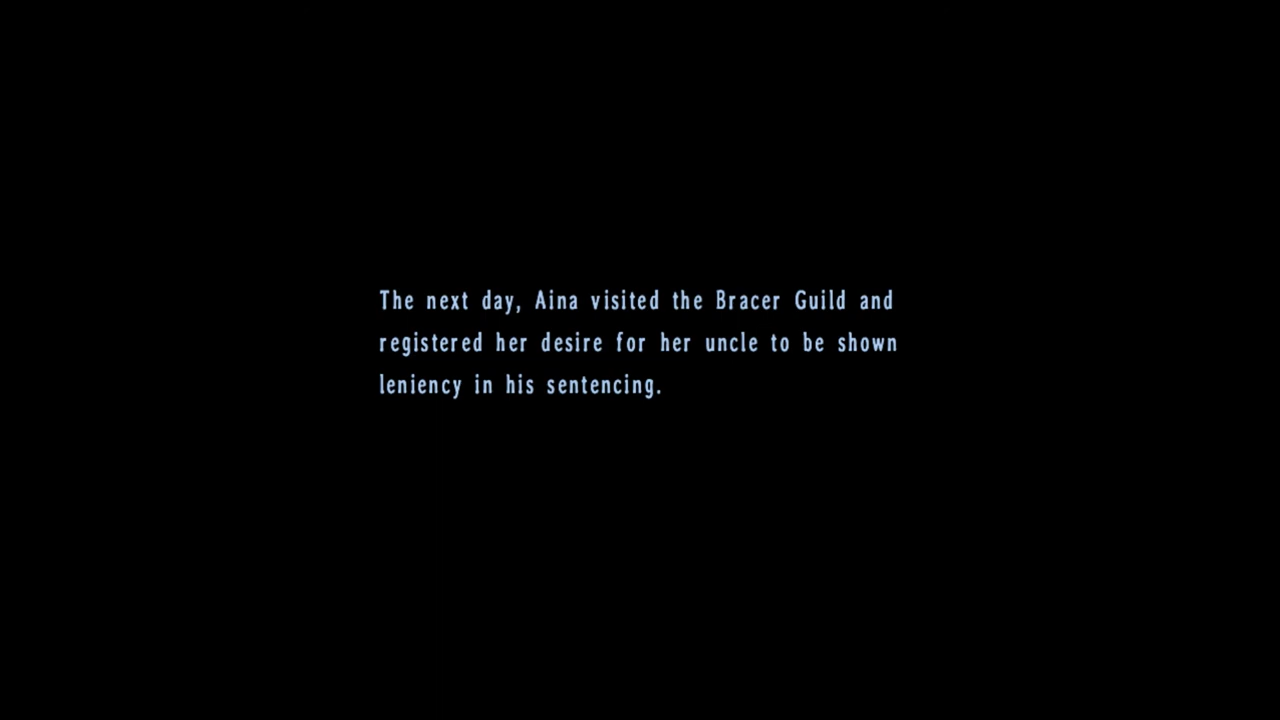 The next day, Aina visited the Bracer Guild and
registered her desire for her uncle to be shown
leniency in his sentencing.